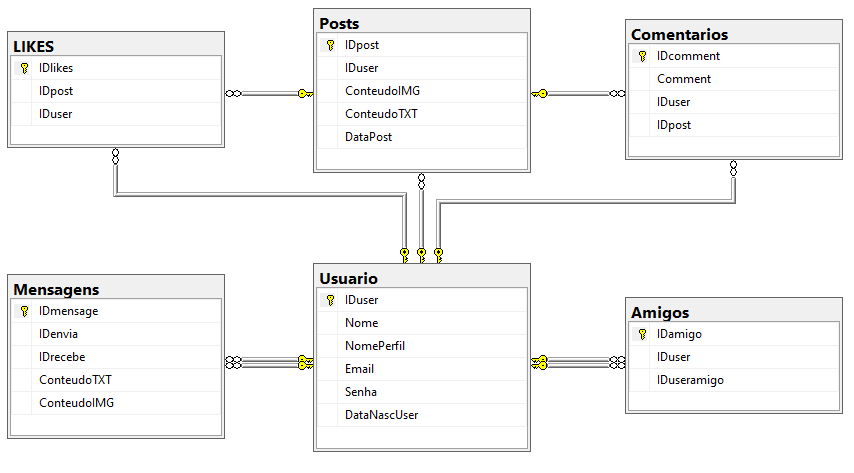 LIKES
IDlikes
IDpost
IDuser
Posts
IDpost
IDuser
ConteudoIMG
ConteudoTXT
DataPost
Comentarios
IDcomment
Comment
IDuser
IDpost
Mensagens
IDmensage
IDenvia
IDrecebe
ConteudoTXT
ConteudoIMG
Usuario
IDuser
Nome
NomePerfil
Email
Senha
DataNascUser
Amigos
IDamigo
IDuser
IDuseramigo